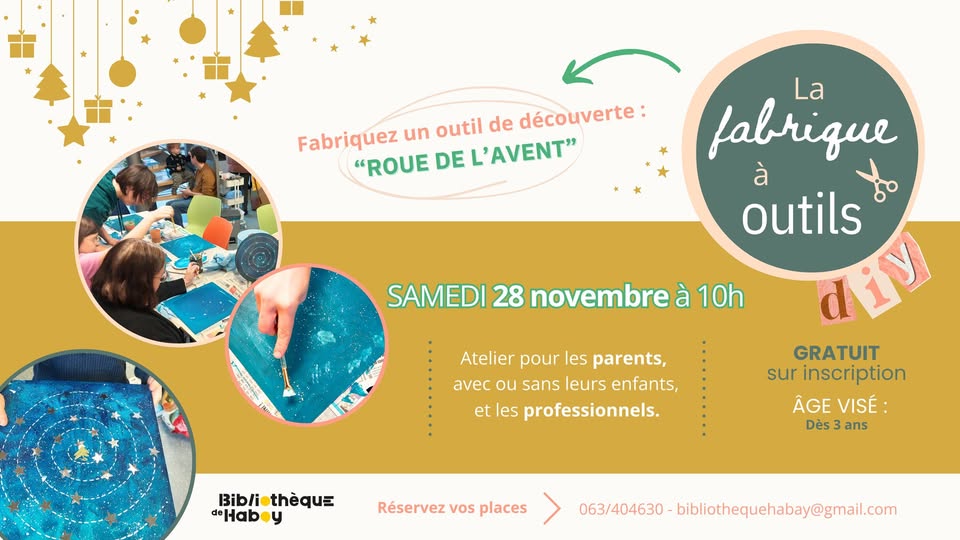 Fabriquez un outil de découverte :
“ROUE DE L’AVENT”
La
fabrique
à
outils
diy
SAMEDI 28 novembre à 10h
Atelier pour les parents,
avec ou sans leurs enfants,
et les professionnels.
GRATUIT
sur inscription
ÂGE VISÉ :
Dès 3 ans
Bibliothèque
de Habay
Réservez vos places
063/404630 - bibliothequehabay@gmail.com